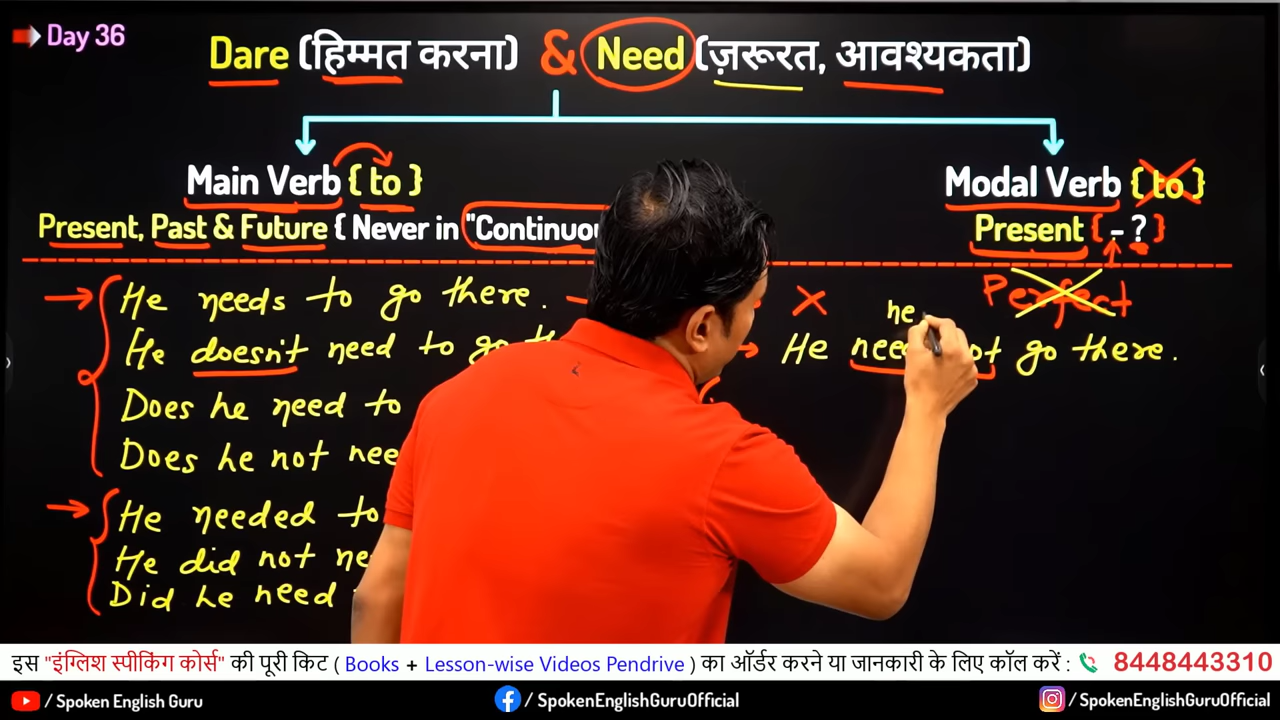 Day 36
Dare (हिम्मत करना) & Need (ज़रूरत, आवश्यकता)
Main Verb { to }
Present, Past & Future { Never in "Continuou
Modal Verb { to }
Present { - ? }
Perfect
He needs to go there.
He doesn't need to go
Does he need to
Does he not nee
He needed to
He did not ne
Did he need
ne
He go there.
इस "इंग्लिश स्पीकिंग कोर्स" की पूरी किट ( Books + Lesson-wise Videos Pendrive ) का ऑर्डर करने या जानकारी के लिए कॉल करें : 8448443310
/ Spoken English Guru
/ SpokenEnglishGuruOfficial
/ SpokenEnglishGuruOfficial